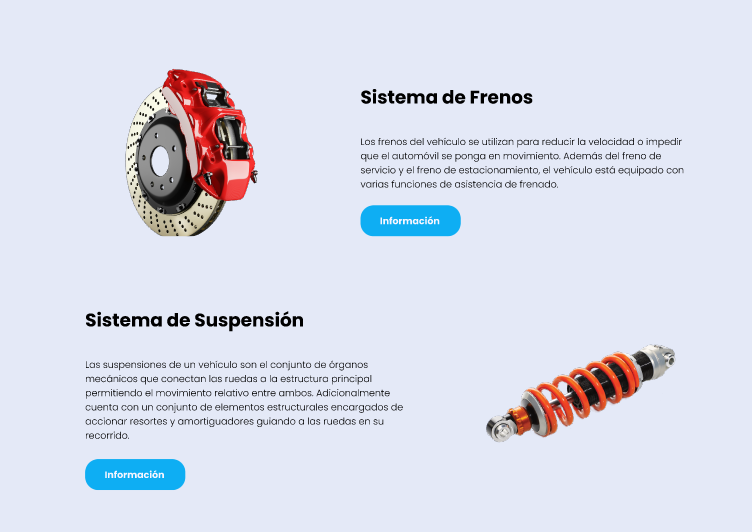 Sistema de Frenos
Los frenos del vehículo se utilizan para reducir la velocidad o impedir
que el automóvil se ponga en movimiento. Además del freno de
servicio y el freno de estacionamiento, el vehículo está equipado con
varias funciones de asistencia de frenado.
Información
Sistema de Suspensión
Las suspensiones de un vehículo son el conjunto de órganos
mecánicos que conectan las ruedas a la estructura principal
permitiendo el movimiento relativo entre ambos. Adicionalmente
cuenta con un conjunto de elementos estructurales encargados de
accionar resortes y amortiguadores guiando a las ruedas en su
recorrido.
Información